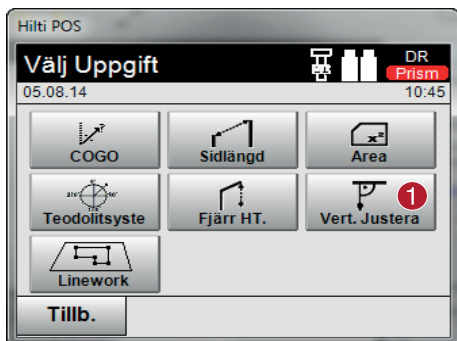 Hilti POS
Välj Uppgift
DR
Prism
05.08.14
10:45
COGO
Sidlängd
Area
Teodolitsyste
Fjärr HT.
Vert. Justera
1
Linework
Tillb.